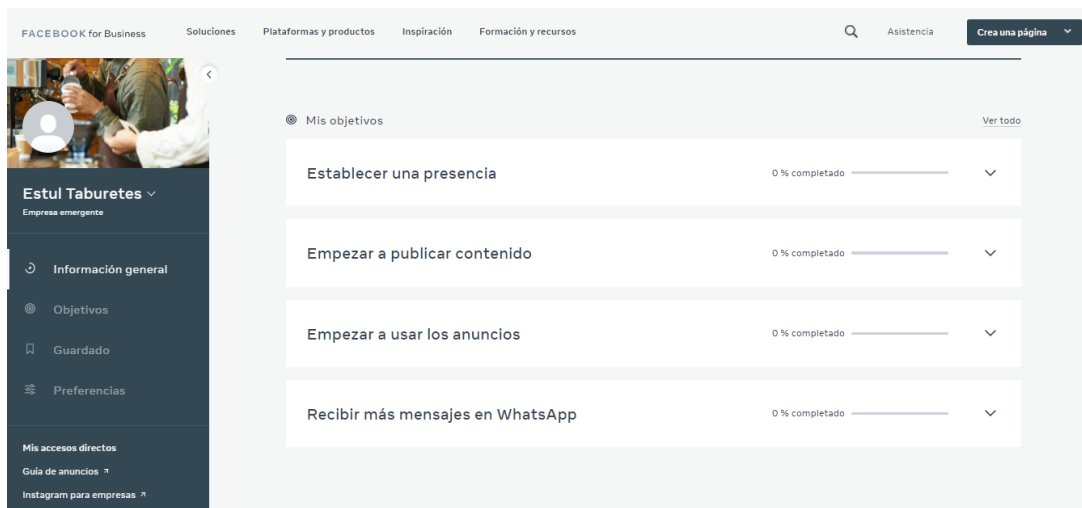 FACEBOOK for Business Soluciones Plataformas y productos Inspiración Formación y recursos Asistencia Crea una página
Mis objetivos Ver todo
Establecer una presencia 0 % completado
Estul Taburetes
Empresa emergente
Empezar a publicar contenido 0 % completado
Información general
Objetivos
Empezar a usar los anuncios 0 % completado
Guardado
Preferencias
Recibir más mensajes en WhatsApp 0 % completado
Mis accesos directos
Guía de anuncios
Instagram para empresas